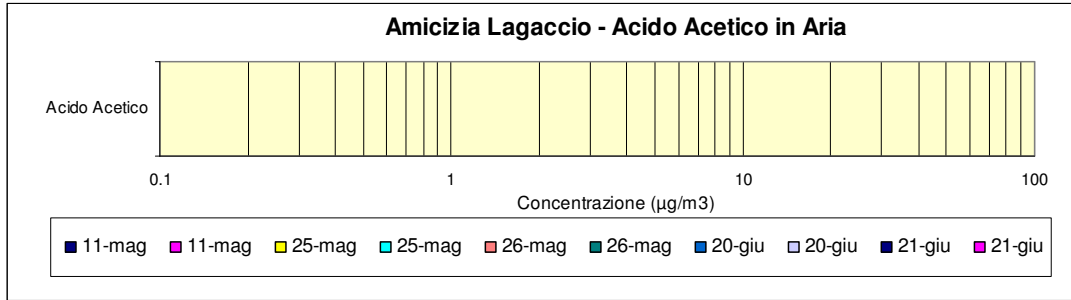 Amicizia Lagaccio - Acido Acetico in Aria
Acido Acetico
0.1 1 10 100
Concentrazione (µg/m3)
11-mag 11-mag 25-mag 25-mag 26-mag 26-mag 20-giu 20-giu 21-giu 21-giu